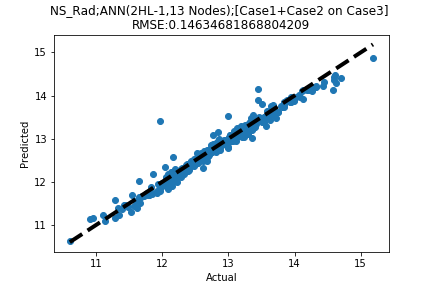 NS_Rad;ANN(2HL-1,13 Nodes);[Case1+Case2 on Case3]
RMSE:0.14634681868804209
15
14
13
12
11
Predicted
11 12 13 14 15
Actual